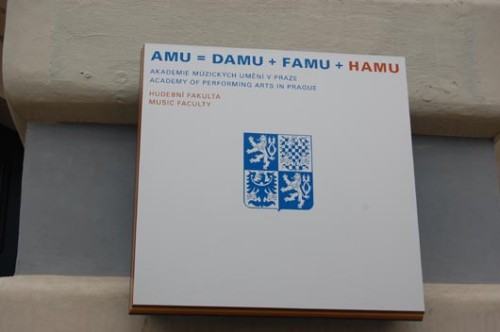 AMU = DAMU + FAMU + HAMU
AKADEMIE MÚZICKÝCH UMĚNÍ V PRAZE
ACADEMY OF PERFORMING ARTS IN PRAGUE
HUDEBNÍ FAKULTA
MUSIC FACULTY